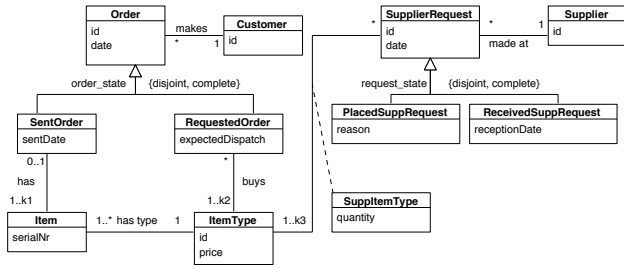 Order
id
date
makes
*
1
Customer
id
*
SupplierRequest
id
date
*
1
made at
Supplier
id
order_state
{disjoint, complete}
request_state
{disjoint, complete}
SentOrder
sentDate
RequestedOrder
expectedDispatch
PlacedSuppRequest
reason
ReceivedSuppRequest
receptionDate
0..1
*
has
buys
1..k1
1..k2
SuppItemType
quantity
Item
serialNr
1..* has type 1
ItemType
id
price
1..k3